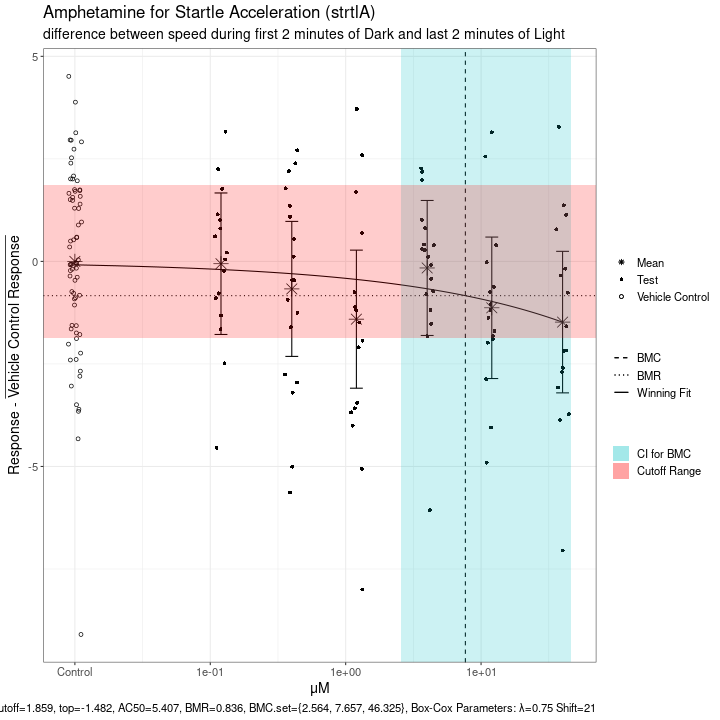 Amphetamine for Startle Acceleration (strtlA)
difference between speed during first 2 minutes of Dark and last 2 minutes of Light
Response - Vehicle Control Response
5
0
-5
Control
1e-01
1e+00
1e+01
μM
Mean
Test
Vehicle Control
BMC
BMR
Winning Fit
CI for BMC
Cutoff Range
utoff=1.859, top=-1.482, AC50=5.407, BMR=0.836, BMC.set={2.564, 7.657, 46.325}, Box-Cox Parameters: λ=0.75 Shift=21